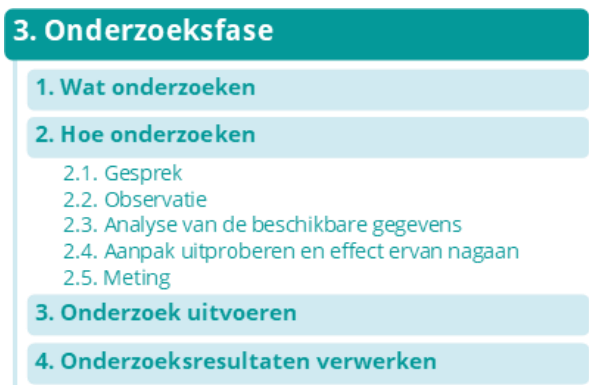 3. Onderzoeksfase
1. Wat onderzoeken
2. Hoe onderzoeken
2.1. Gesprek
2.2. Observatie
2.3. Analyse van de beschikbare gegevens
2.4. Aanpak uitproberen en effect ervan nagaan
2.5. Meting
3. Onderzoek uitvoeren
4. Onderzoeksresultaten verwerken